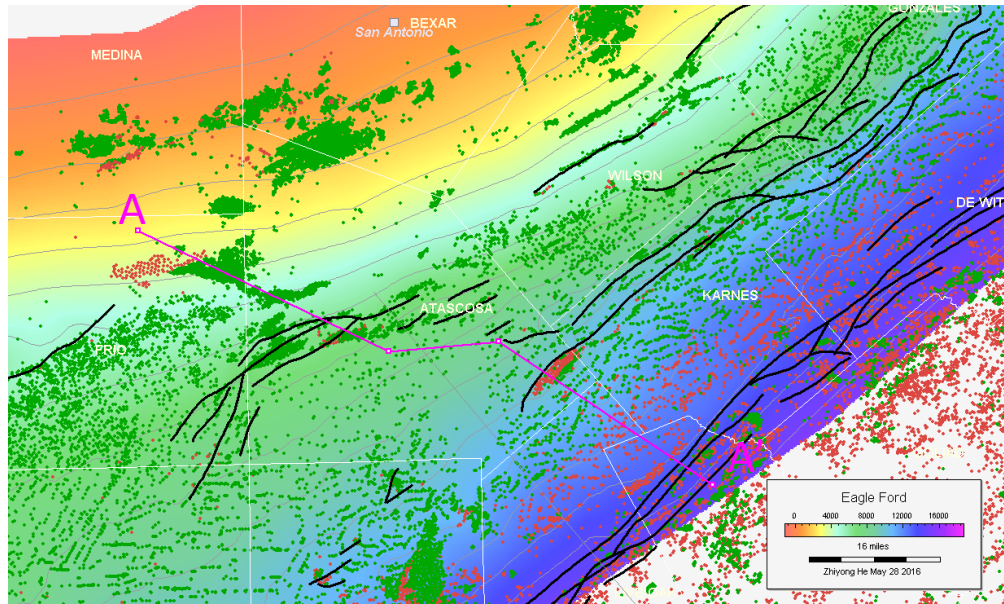 GONZALES
BEXAR
San Antonio
MEDINA
WILSON
A
DE WIT
KARNES
ATASCOSA
FRIO
A'
Eagle Ford
0 4000 8000 12000 16000
16 miles
Zhiyong He May 28 2016